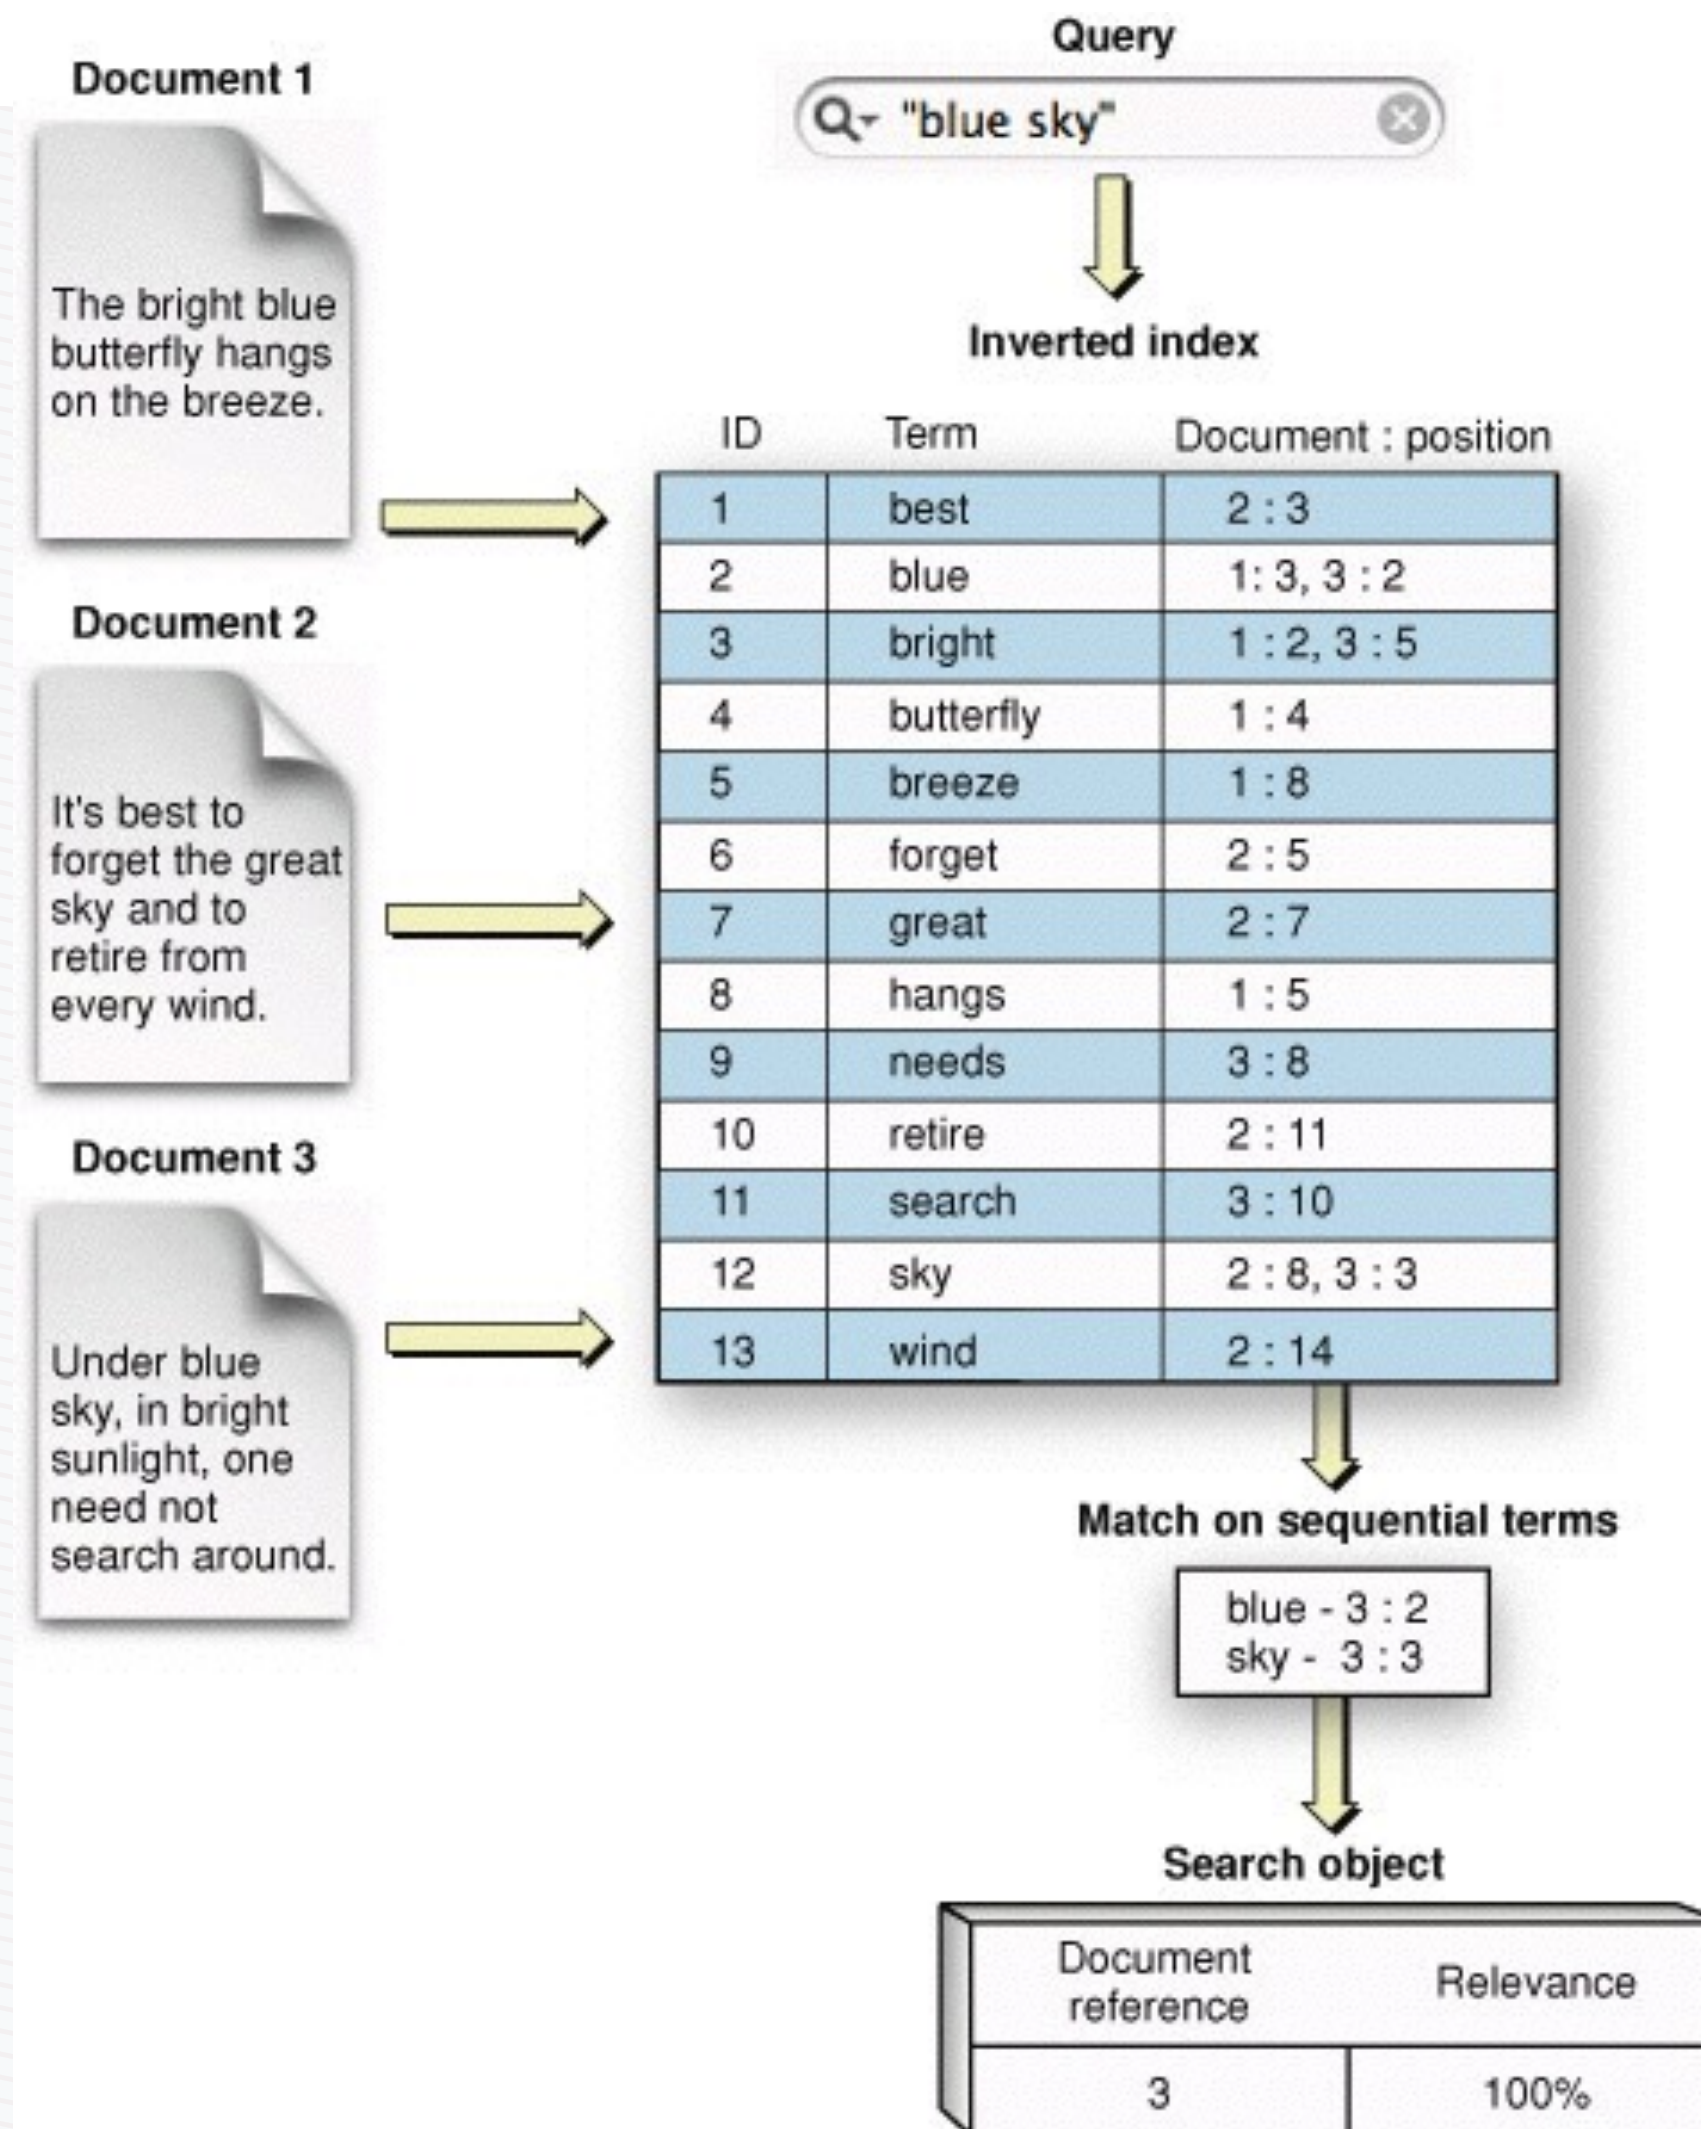 Document 1
The bright blue
butterfly hangs
on the breeze.
Document 2
It's best to
forget the great
sky and to
retire from
every wind.
Document 3
Under blue
sky, in bright
sunlight, one
need not
search around.
Query
"blue sky"
Inverted index
ID Term Document : position
1 best 2 : 3
2 blue 1: 3, 3 : 2
3 bright 1 : 2, 3 : 5
4 butterfly 1 : 4
5 breeze 1 : 8
6 forget 2 : 5
7 great 2 : 7
8 hangs 1 : 5
9 needs 3 : 8
10 retire 2 : 11
11 search 3 : 10
12 sky 2 : 8, 3 : 3
13 wind 2 : 14
Match on sequential terms
blue - 3 : 2
sky - 3 : 3
Search object
Document
reference
Relevance
3 100%